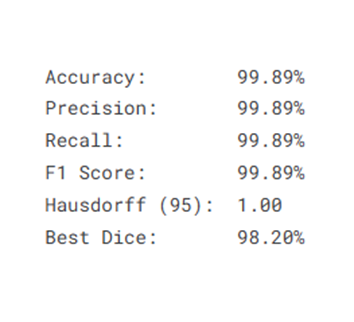 Accuracy: 99.89%
Precision: 99.89%
Recall: 99.89%
F1 Score: 99.89%
Hausdorff (95): 1.00
Best Dice: 98.20%